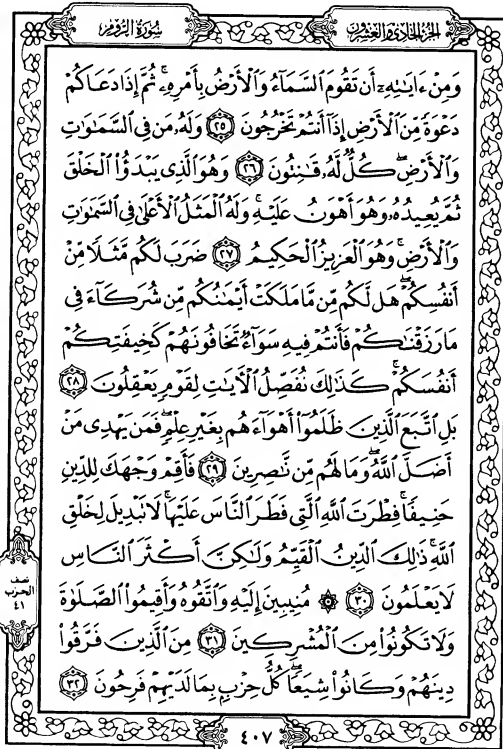 الجزء الحادي والعشرون
سورة الروم
وَمِنْ ءَايَـٰتِهِۦٓ أَن تَقُومَ ٱلسَّمَآءُ وَٱلْأَرْضُ بِأَمْرِهِۦ ۚ ثُمَّ إِذَا دَعَاكُمْ
دَعْوَةً مِّنَ ٱلْأَرْضِ إِذَآ أَنتُمْ تَخْرُجُونَ ٢٥ وَلَهُۥ مَن فِى ٱلسَّمَـٰوَٰتِ
وَٱلْأَرْضِ ۖ كُلٌّ لَّهُۥ قَـٰنِتُونَ ٢٦ وَهُوَ ٱلَّذِى يَبْدَؤُا۟ ٱلْخَلْقَ
ثُمَّ يُعِيدُهُۥ وَهُوَ أَهْوَنُ عَلَيْهِ ۚ وَلَهُ ٱلْمَثَلُ ٱلْأَعْلَىٰ فِى ٱلسَّمَـٰوَٰتِ
وَٱلْأَرْضِ ۚ وَهُوَ ٱلْعَزِيزُ ٱلْحَكِيمُ ٢٧ ضَرَبَ لَكُم مَّثَلًا مِّنْ
أَنفُسِكُمْ ۖ هَل لَّكُم مِّن مَّا مَلَكَتْ أَيْمَـٰنُكُم مِّن شُرَكَآءَ فِى
مَا رَزَقْنَـٰكُمْ فَأَنتُمْ فِيهِ سَوَآءٌ تَخَافُونَهُمْ كَخِيفَتِكُمْ
أَنفُسَكُمْ ۚ كَذَٰلِكَ نُفَصِّلُ ٱلْـَٔايَـٰتِ لِقَوْمٍ يَعْقِلُونَ ٢٨
بَلِ ٱتَّبَعَ ٱلَّذِينَ ظَلَمُوٓا۟ أَهْوَآءَهُم بِغَيْرِ عِلْمٍ ۖ فَمَن يَهْدِى مَنْ
أَضَلَّ ٱللَّهُ ۖ وَمَا لَهُم مِّن نَّـٰصِرِينَ ٢٩ فَأَقِمْ وَجْهَكَ لِلدِّينِ
حَنِيفًا ۚ فِطْرَتَ ٱللَّهِ ٱلَّتِى فَطَرَ ٱلنَّاسَ عَلَيْهَا ۚ لَا تَبْدِيلَ لِخَلْقِ
ٱللَّهِ ۚ ذَٰلِكَ ٱلدِّينُ ٱلْقَيِّمُ وَلَـٰكِنَّ أَكْثَرَ ٱلنَّاسِ
لَا يَعْلَمُونَ ٣٠ ۞ مُنِيبِينَ إِلَيْهِ وَٱتَّقُوهُ وَأَقِيمُوا۟ ٱلصَّلَوٰةَ
وَلَا تَكُونُوا۟ مِنَ ٱلْمُشْرِكِينَ ٣١ مِنَ ٱلَّذِينَ فَرَّقُوا۟
دِينَهُمْ وَكَانُوا۟ شِيَعًا ۖ كُلُّ حِزْبٍۭ بِمَا لَدَيْهِمْ فَرِحُونَ ٣٢
نصف
الحزب
٤١
٤٠٧